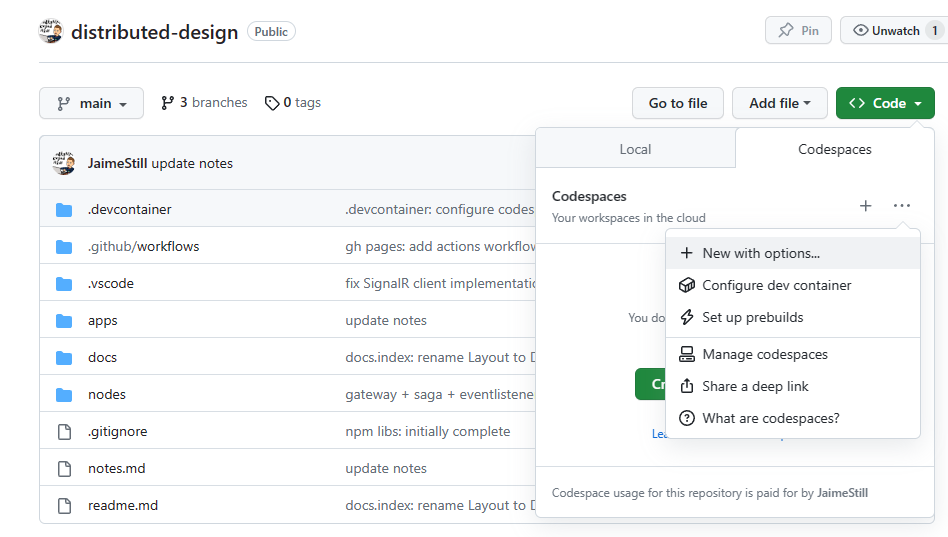 distributed-design Public
Pin
Unwatch 1
main
3 branches
0 tags
Go to file
Add file
Code
JaimeStill update notes
Local
Codespaces
.devcontainer .devcontainer: configure codes
.github/workflows gh pages: add actions workflow
.vscode fix SignalR client implementatio
apps update notes
docs docs.index: rename Layout to D
nodes gateway + saga + eventlistene
.gitignore npm libs: initially complete
notes.md update notes
readme.md docs.index: rename Layout to D
Codespaces
Your workspaces in the cloud
You do
Cr
Lea
New with options...
Configure dev container
Set up prebuilds
Manage codespaces
Share a deep link
What are codespaces?
Codespace usage for this repository is paid for by JaimeStill